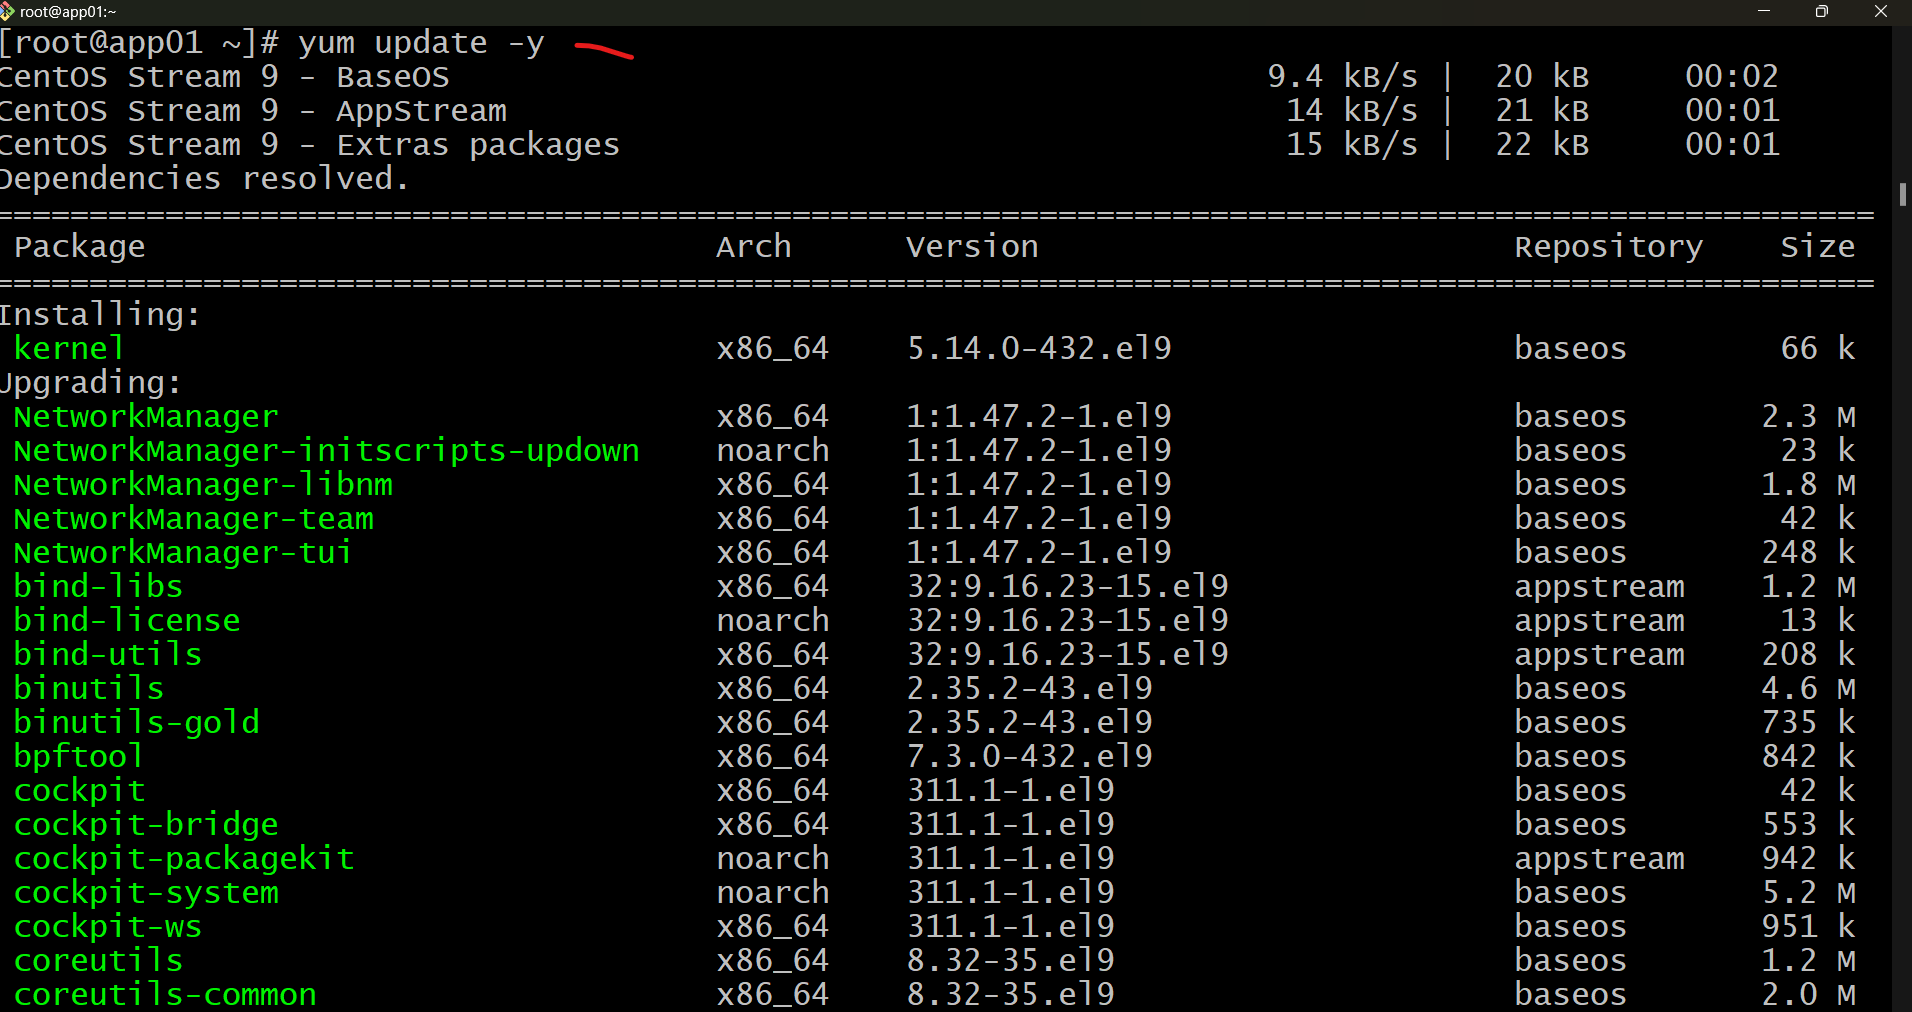 root@app01:~
[root@app01 ~]# yum update -y
CentOS Stream 9 - BaseOS 9.4 kB/s | 20 kB 00:02
CentOS Stream 9 - AppStream 14 kB/s | 21 kB 00:01
CentOS Stream 9 - Extras packages 15 kB/s | 22 kB 00:01
Dependencies resolved.
Package Arch Version Repository Size
Installing:
kernel x86_64 5.14.0-432.el9 baseos 66 k
Upgrading:
NetworkManager x86_64 1:1.47.2-1.el9 baseos 2.3 M
NetworkManager-initscripts-updown noarch 1:1.47.2-1.el9 baseos 23 k
NetworkManager-libnm x86_64 1:1.47.2-1.el9 baseos 1.8 M
NetworkManager-team x86_64 1:1.47.2-1.el9 baseos 42 k
NetworkManager-tui x86_64 1:1.47.2-1.el9 baseos 248 k
bind-libs x86_64 32:9.16.23-15.el9 appstream 1.2 M
bind-license noarch 32:9.16.23-15.el9 appstream 13 k
bind-utils x86_64 32:9.16.23-15.el9 appstream 208 k
binutils x86_64 2.35.2-43.el9 baseos 4.6 M
binutils-gold x86_64 2.35.2-43.el9 baseos 735 k
bpftool x86_64 7.3.0-432.el9 baseos 842 k
cockpit x86_64 311.1-1.el9 baseos 42 k
cockpit-bridge x86_64 311.1-1.el9 baseos 553 k
cockpit-packagekit noarch 311.1-1.el9 appstream 942 k
cockpit-system noarch 311.1-1.el9 baseos 5.2 M
cockpit-ws x86_64 311.1-1.el9 baseos 951 k
coreutils x86_64 8.32-35.el9 baseos 1.2 M
coreutils-common x86_64 8.32-35.el9 baseos 2.0 M